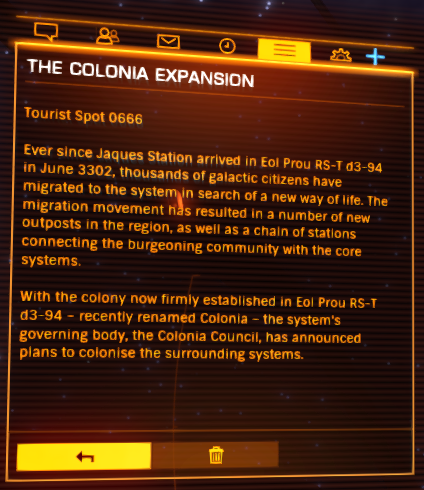 THE COLONIA EXPANSION
Tourist Spot 0666
Ever since Jaques Station arrived in Eol Prou RS-T d3-94
in June 3302, thousands of galactic citizens have
migrated to the system in search of a new way of life. The
migration movement has resulted in a number of new
outposts in the region, as well as a chain of stations
connecting the burgeoning community with the core
systems.
With the colony now firmly established in Eol Prou RS-T
d3-94 – recently renamed Colonia – the system's
governing body, the Colonia Council, has announced
plans to colonise the surrounding systems.